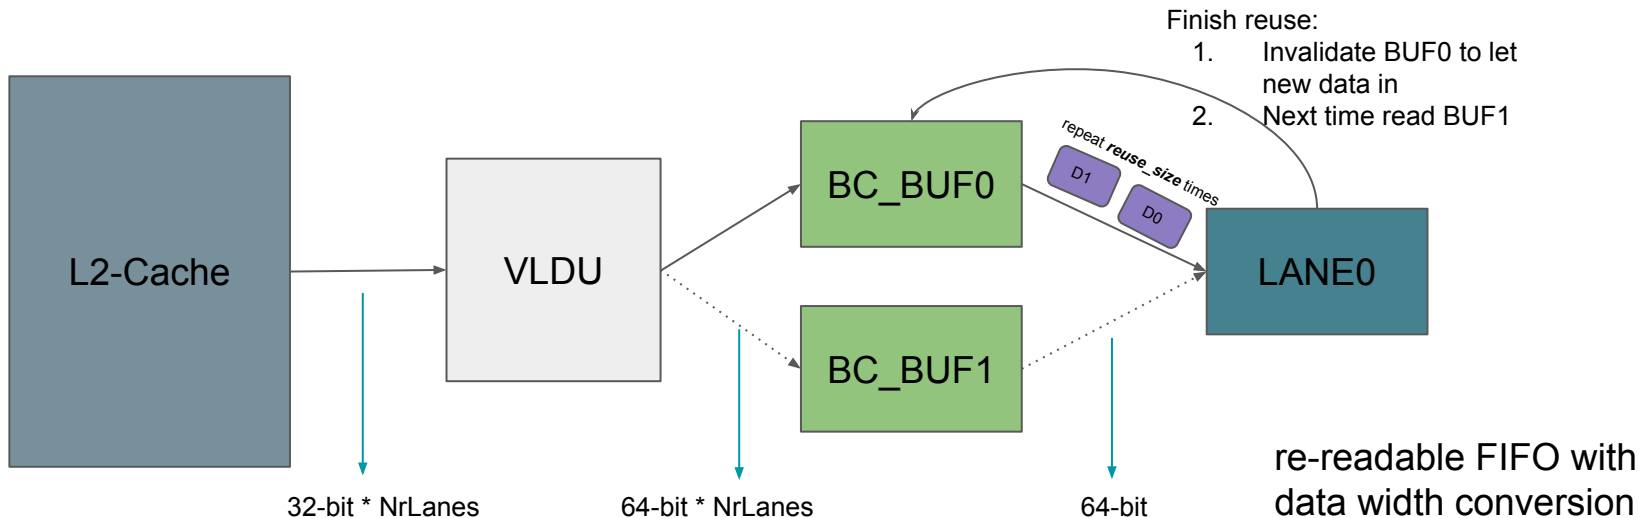 Finish reuse:
1. Invalidate BUF0 to let
new data in
2. Next time read BUF1
L2-Cache
VLDU
BC_BUF0
repeat reuse_size times
D1
D0
LANE0
BC_BUF1
32-bit * NrLanes
64-bit * NrLanes
64-bit
re-readable FIFO with
data width conversion